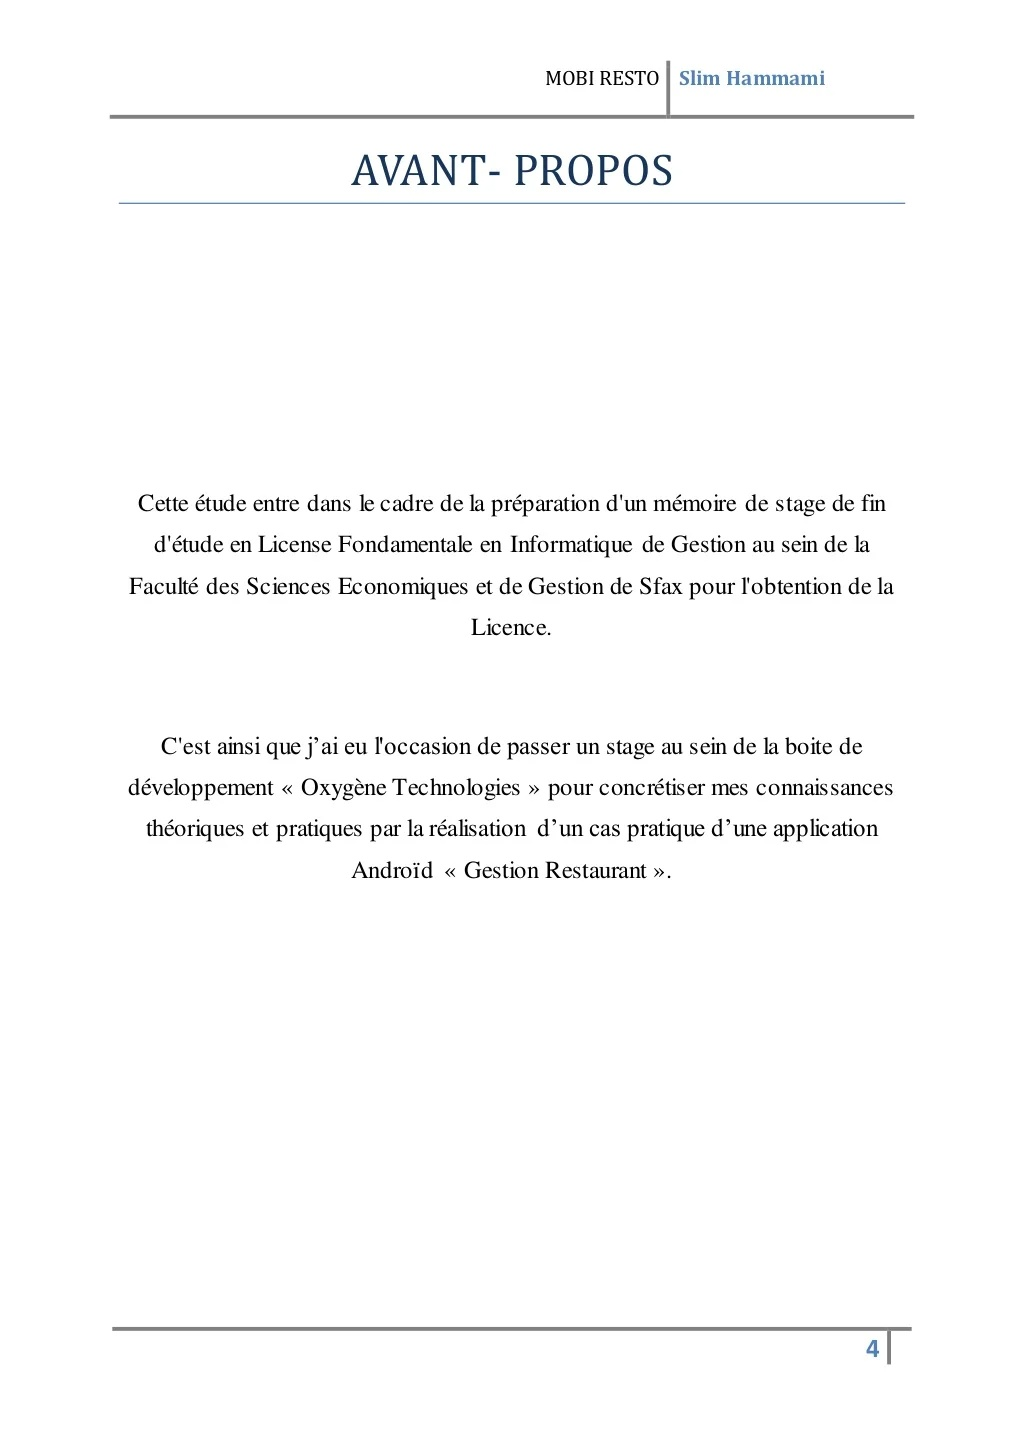 MOBI RESTO Slim Hammami
AVANT- PROPOS
Cette étude entre dans le cadre de la préparation d'un mémoire de stage de fin
d'étude en License Fondamentale en Informatique de Gestion au sein de la
Faculté des Sciences Economiques et de Gestion de Sfax pour l'obtention de la
Licence.
C'est ainsi que j’ai eu l'occasion de passer un stage au sein de la boite de
développement « Oxygène Technologies » pour concrétiser mes connaissances
théoriques et pratiques par la réalisation d’un cas pratique d’une application
Androïd « Gestion Restaurant ».
4